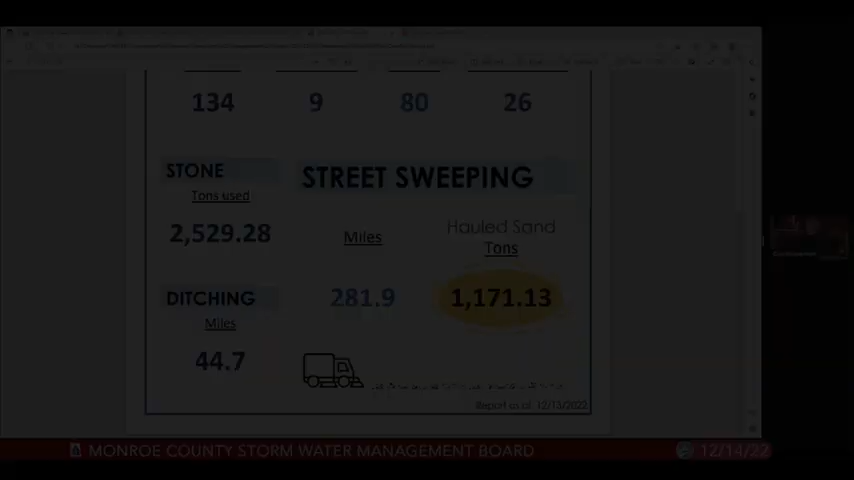 134 9 80 26
STONE
STREET SWEEPING
Tons used
2,529.28
Miles
Hauled Sand
Tons
DITCHING
281.9
1,171.13
Miles
44.7
Report as of 12/13/2022
MONROE COUNTY STORM WATER MANAGEMENT BOARD
12/14/22